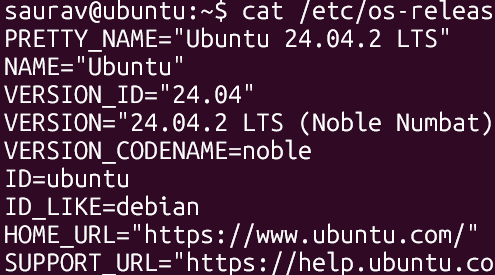 saurav@ubuntu:~$ cat /etc/os-releas
PRETTY_NAME="Ubuntu 24.04.2 LTS"
NAME="Ubuntu"
VERSION_ID="24.04"
VERSION="24.04.2 LTS (Noble Numbat)
VERSION_CODENAME=noble
ID=ubuntu
ID_LIKE=debian
HOME_URL="https://www.ubuntu.com/"
SUPPORT_URL="https://help.ubuntu.co